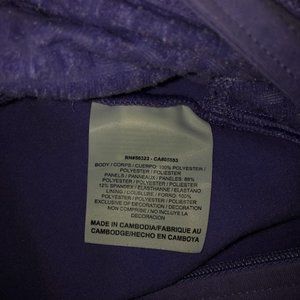 RN#56323 - CA#05553
BODY / CORPS / CUERPO: 100% POLYESTER /
POLYESTER / POLIESTER
PANELS / PANNEAUX / PANELES: 88%
POLYESTER / POLYESTER / POLIESTER
12% SPANDEX / ELASTHANNE / ELASTANO
LINING / DOUBLURE / FORRO: 100%
POLYESTER / POLYESTER / POLIESTER
EXCLUSIVE OF DECORATION / DECORATION
NON COMPRISE / NO INCLUYE LA
DECORACION
MADE IN CAMBODIA/FABRIQUE AU
CAMBODGE/HECHO EN CAMBOYA